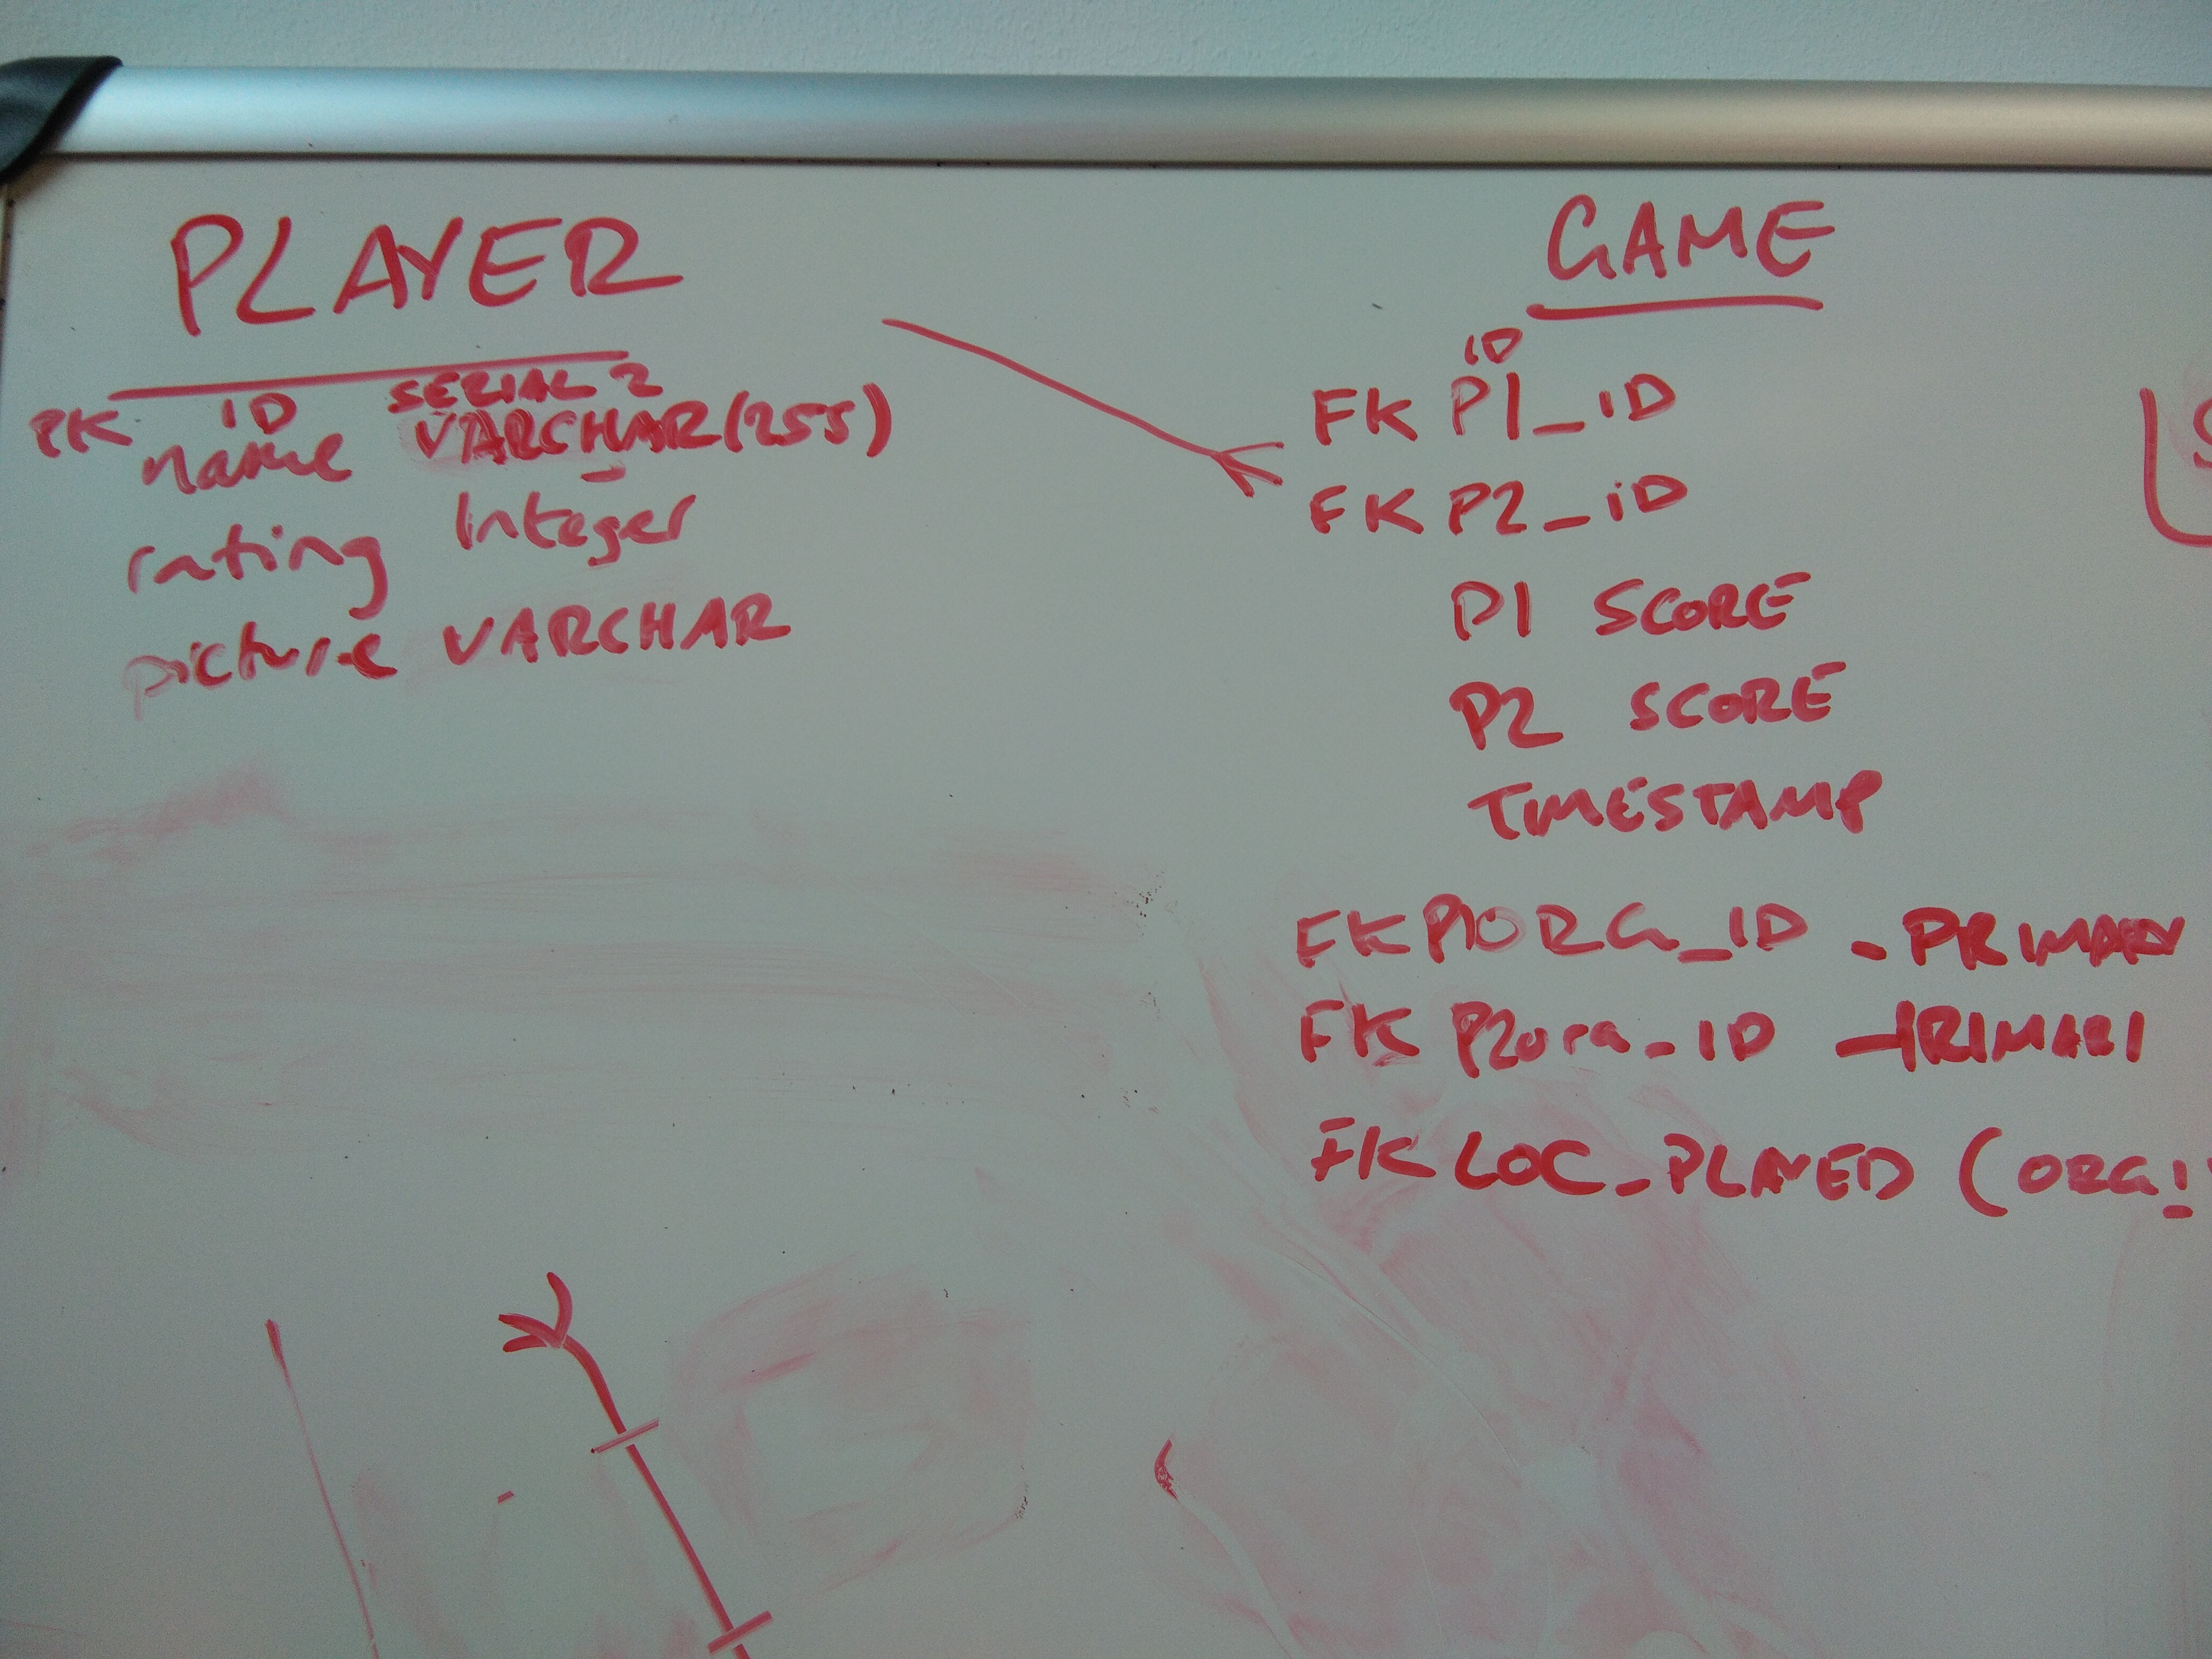 PLAYER
PK ID SERIAL 2
name VARCHAR(255)
rating Integer
picture VARCHAR
GAME
ID
FK P1_ID
FK P2_iD
P1 SCORE
P2 SCORE
TIMESTAMP
FK P1ORG_ID - PRIMARY
FK P2org_ID - PRIMARY
FK LOC_PLAYED (ORG